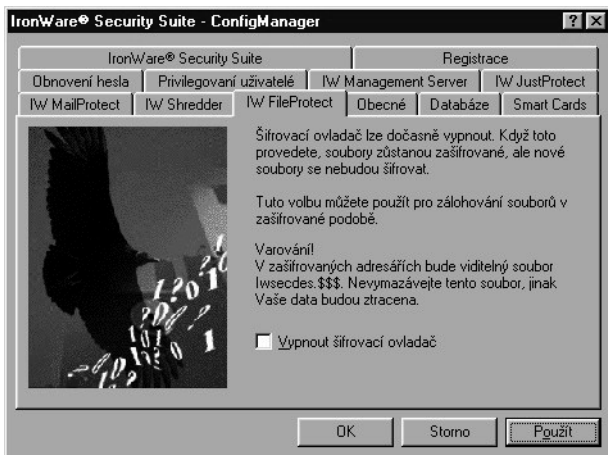 IronWare® Security Suite - ConfigManager
IronWare® Security Suite
Registrace
Obnovení hesla
Privilegovaní uživatelé
IW Management Server
IW JustProtect
IW MailProtect
IW Shredder
IW FileProtect
Obecné
Databáze
Smart Cards
Šifrovací ovladač lze dočasně vypnout. Když toto
provedete, soubory zůstanou zašifrované, ale nové
soubory se nebudou šifrovat.
Tuto volbu můžete použít pro zálohování souborů v
zašifrované podobě.
Varování!
V zašifrovaných adresářích bude viditelný soubor
Iwsecdes.$$$. Nevymazávejte tento soubor, jinak
Vaše data budou ztracena.
Vypnout šifrovací ovladač
OK
Storno
Použít